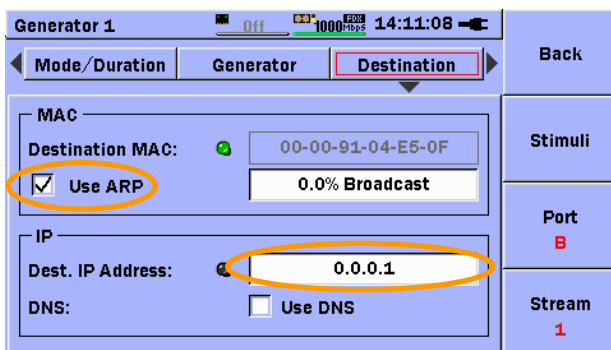 Generator 1
Off
1000 FDX Mbps
14:11:08
Mode/Duration
Generator
Destination
MAC
Destination MAC:
00-00-91-04-E5-0F
Use ARP
0.0% Broadcast
IP
Dest. IP Address:
0.0.0.1
DNS:
Use DNS
Back
Stimuli
Port
B
Stream
1